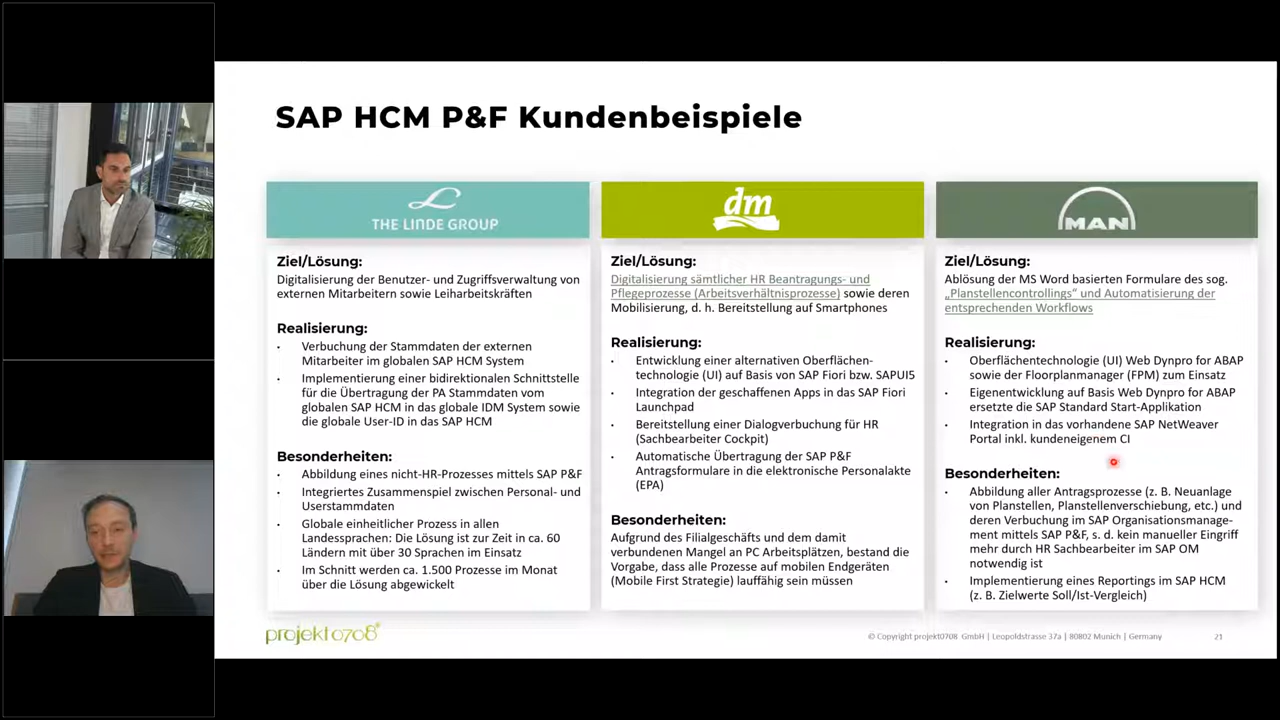 SAP HCM P&F Kundenbeispiele
THE LINDE GROUP
Ziel/Lösung:
Digitalisierung der Benutzer- und Zugriffsverwaltung von
externen Mitarbeitern sowie Leiharbeitskräften
Realisierung:
· Verbuchung der Stammdaten der externen
Mitarbeiter im globalen SAP HCM System
· Implementierung einer bidirektionalen Schnittstelle
für die Übertragung der PA Stammdaten vom
globalen SAP HCM in das globale IDM System sowie
die globale User-ID in das SAP HCM
Besonderheiten:
· Abbildung eines nicht-HR-Prozesses mittels SAP P&F
· Integriertes Zusammenspiel zwischen Personal- und
Userstammdaten
· Globale einheitlicher Prozess in allen
Landessprachen: Die Lösung ist zur Zeit in ca. 60
Ländern mit über 30 Sprachen im Einsatz
· Im Schnitt werden ca. 1.500 Prozesse im Monat
über die Lösung abgewickelt
dm
Ziel/Lösung:
Digitalisierung sämtlicher HR Beantragungs- und
Pflegeprozesse (Arbeitsverhältnisprozesse) sowie deren
Mobilisierung, d. h. Bereitstellung auf Smartphones
Realisierung:
· Entwicklung einer alternativen Oberflächen-
technologie (UI) auf Basis von SAP Fiori bzw. SAPUI5
· Integration der geschaffenen Apps in das SAP Fiori
Launchpad
· Bereitstellung einer Dialogverbuchung für HR
(Sachbearbeiter Cockpit)
· Automatische Übertragung der SAP P&F
Antragsformulare in die elektronische Personalakte
(EPA)
Besonderheiten:
Aufgrund des Filialgeschäfts und dem damit
verbundenen Mangel an PC Arbeitsplätzen, bestand die
Vorgabe, dass alle Prozesse auf mobilen Endgeräten
(Mobile First Strategie) lauffähig sein müssen
MAN
Ziel/Lösung:
Ablösung der MS Word basierten Formulare des sog.
„Planstellencontrollings“ und Automatisierung der
entsprechenden Workflows
Realisierung:
· Oberflächentechnologie (UI) Web Dynpro for ABAP
sowie der Floorplanmanager (FPM) zum Einsatz
· Eigenentwicklung auf Basis Web Dynpro for ABAP
ersetzte die SAP Standard Start-Applikation
· Integration in das vorhandene SAP NetWeaver
Portal inkl. kundeneigenem CI
Besonderheiten:
· Abbildung aller Antragsprozesse (z. B. Neuanlage
von Planstellen, Planstellenverschiebung, etc.) und
deren Verbuchung im SAP Organisationsmanage-
ment mittels SAP P&F, s. d. kein manueller Eingriff
mehr durch HR Sachbearbeiter im SAP OM
notwendig ist
· Implementierung eines Reportings im SAP HCM
(z. B. Zielwerte Soll/Ist-Vergleich)
projekt0708®
© Copyright projekt0708 GmbH | Leopoldstrasse 37a | 80802 Munich | Germany
21